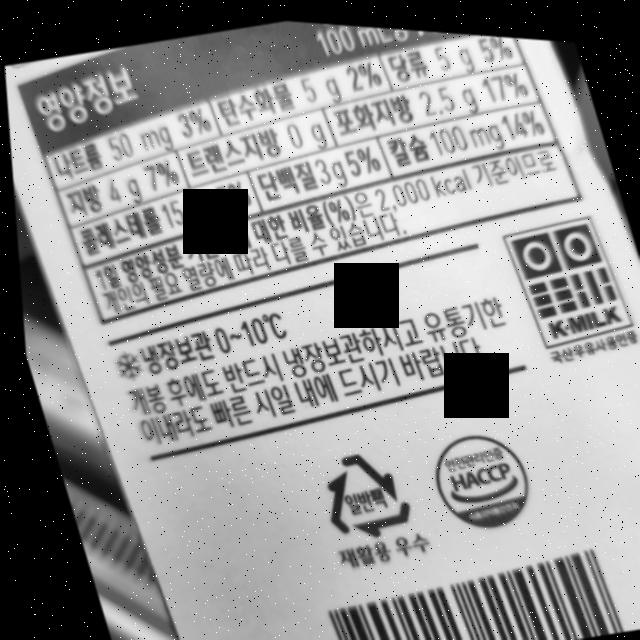 영양정보 100 m
나트륨 50 mg 3% 탄수화물 5 g 2% 당류 5 g 5%
지방 4 g 7% 트랜스지방 0 g 포화지방 2.5 g 17%
콜레스테롤 15 % 단백질 3 g 5% 칼슘 100 mg 14%
1일 영양성분 대한 비율(%)은 2,000 kcal 기준이므로
개인의 필요 열량에 따라 다를 수 있습니다.
※ 냉장보관 0~10℃
개봉 후에도 반드시 냉장보관하시고 유통기한
이내라도 빠른 시일 내에 드시기 바랍니다
K-MILK
국산우유사용인증
일반팩
HACCP
재활용 우수